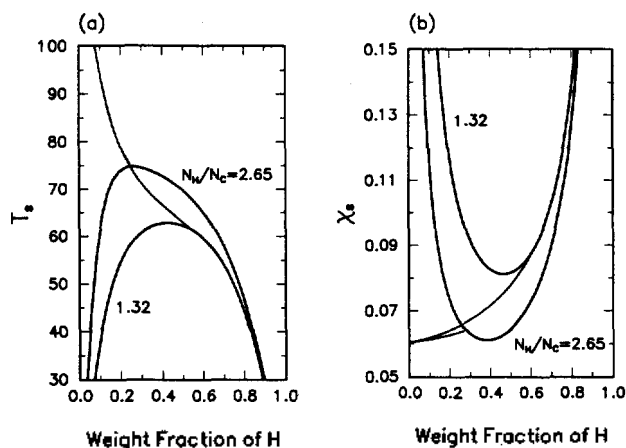 (a)
100
90
80
70
60
50
40
30
T_s
N_H/N_C=2.65
1.32
0.0 0.2 0.4 0.6 0.8 1.0
Weight Fraction of H
(b)
0.15
0.13
0.11
0.09
0.07
0.05
χ_s
1.32
N_H/N_C=2.65
0.0 0.2 0.4 0.6 0.8 1.0
Weight Fraction of H